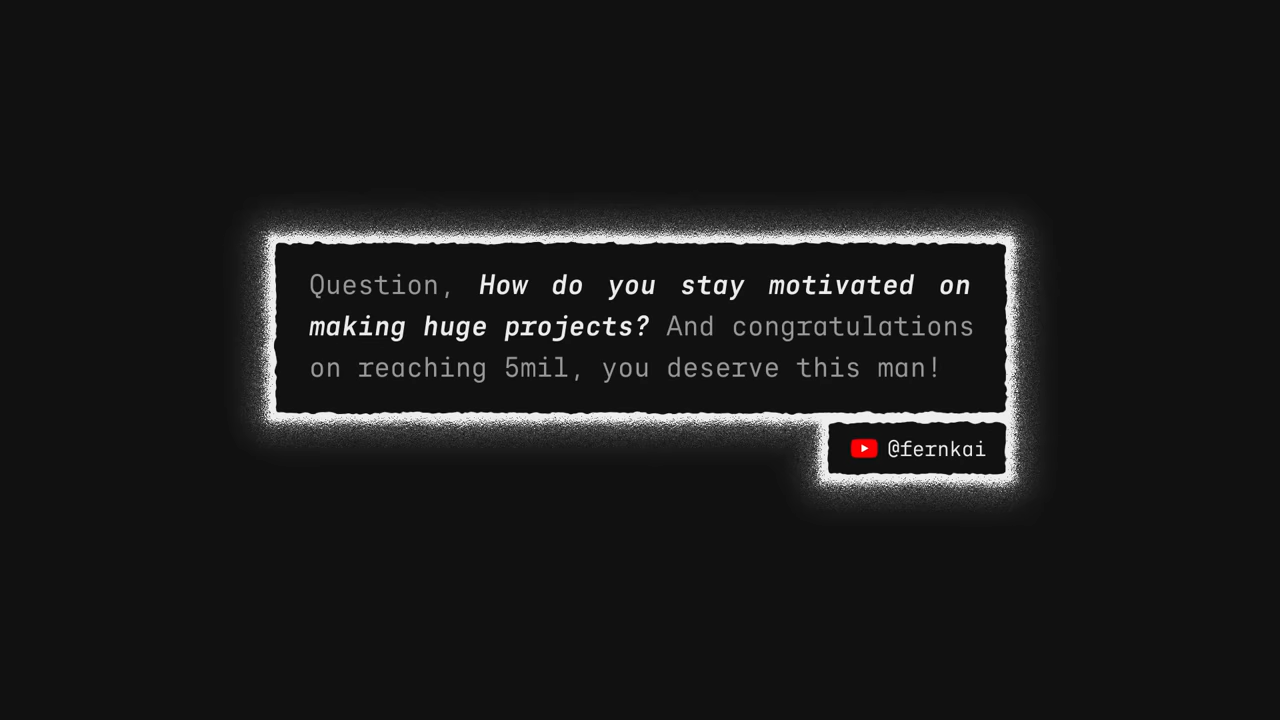 Question, How do you stay motivated on
making huge projects? And congratulations
on reaching 5mil, you deserve this man!
@fernkai